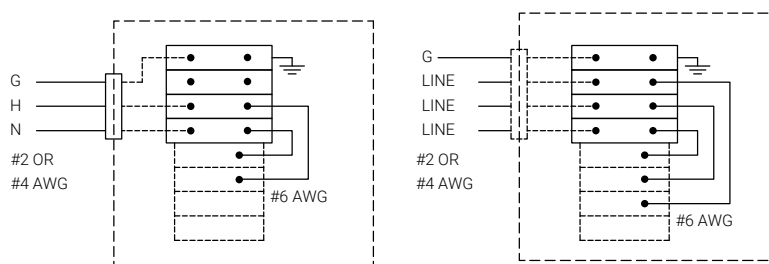 G
H
N
#2 OR
#4 AWG
#6 AWG
G
LINE
LINE
LINE
#2 OR
#4 AWG
#6 AWG